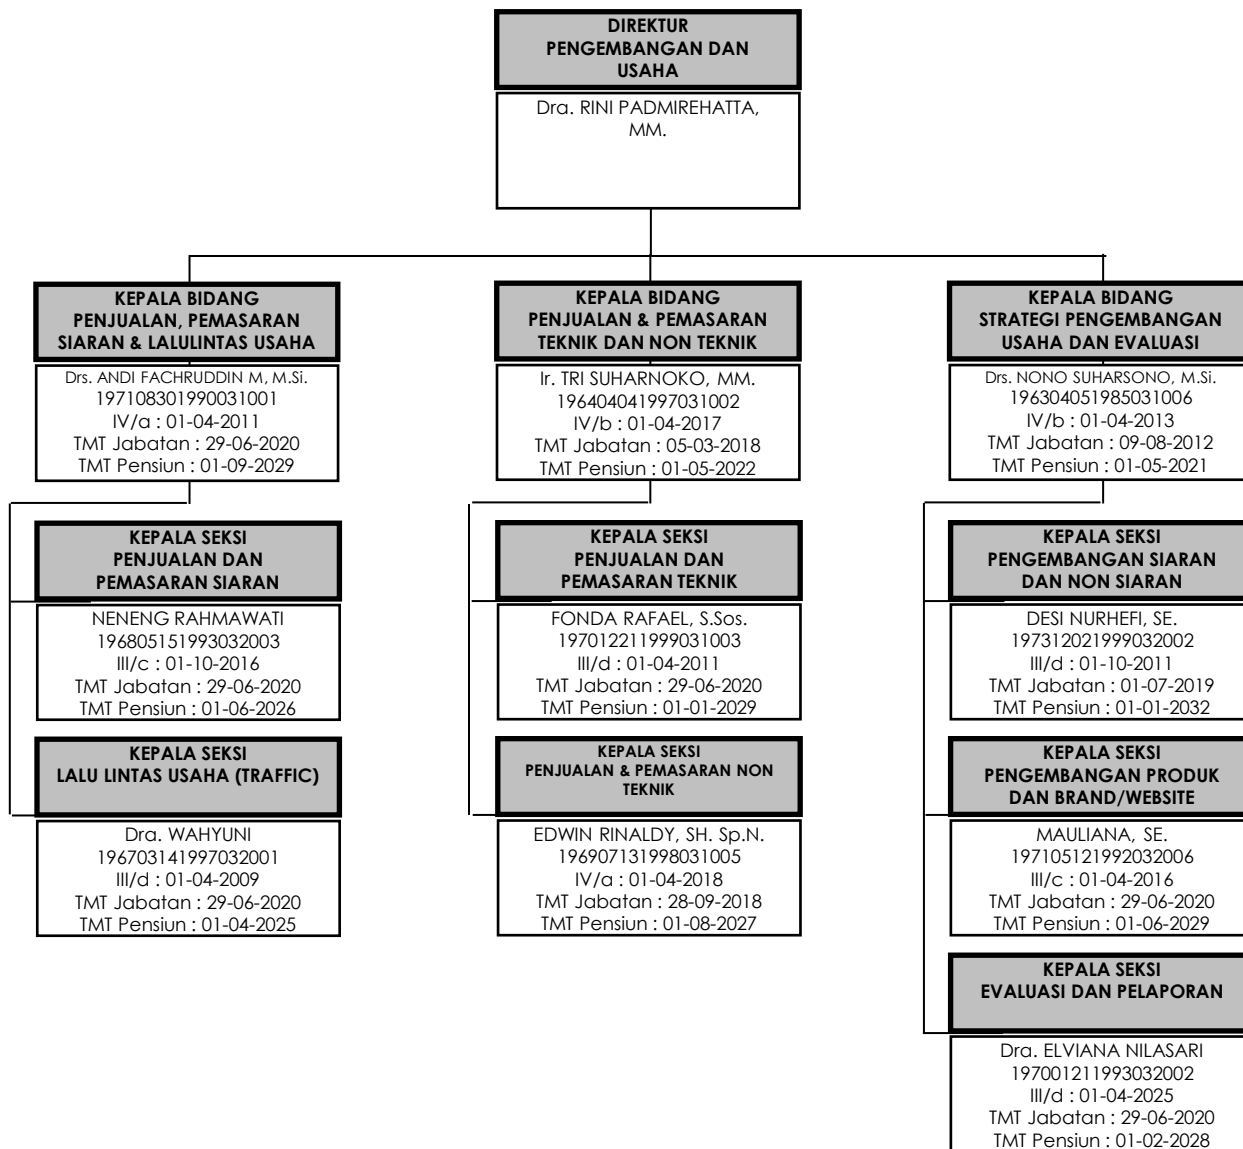 DIREKTUR
PENGEMBANGAN DAN
USAHA
Dra. RINI PADMIREHATTA,
MM.
KEPALA BIDANG
PENJUALAN, PEMASARAN
SIARAN & LALULINTAS USAHA
Drs. ANDI FACHRUDDIN M, M.Si.
197108301990031001
IV/a : 01-04-2011
TMT Jabatan : 29-06-2020
TMT Pensiun : 01-09-2029
KEPALA SEKSI
PENJUALAN DAN
PEMASARAN SIARAN
NENENG RAHMAWATI
196805151993032003
III/c : 01-10-2016
TMT Jabatan : 29-06-2020
TMT Pensiun : 01-06-2026
KEPALA SEKSI
LALU LINTAS USAHA (TRAFFIC)
Dra. WAHYUNI
196703141997032001
III/d : 01-04-2009
TMT Jabatan : 29-06-2020
TMT Pensiun : 01-04-2025
KEPALA BIDANG
PENJUALAN & PEMASARAN
TEKNIK DAN NON TEKNIK
Ir. TRI SUHARNOKO, MM.
196404041997031002
IV/b : 01-04-2017
TMT Jabatan : 05-03-2018
TMT Pensiun : 01-05-2022
KEPALA SEKSI
PENJUALAN DAN
PEMASARAN TEKNIK
FONDA RAFAEL, S.Sos.
197012211999031003
III/d : 01-04-2011
TMT Jabatan : 29-06-2020
TMT Pensiun : 01-01-2029
KEPALA SEKSI
PENJUALAN & PEMASARAN NON
TEKNIK
EDWIN RINALDY, SH. Sp.N.
196907131998031005
IV/a : 01-04-2018
TMT Jabatan : 28-09-2018
TMT Pensiun : 01-08-2027
KEPALA BIDANG
STRATEGI PENGEMBANGAN
USAHA DAN EVALUASI
Drs. NONO SUHARSONO, M.Si.
196304051985031006
IV/b : 01-04-2013
TMT Jabatan : 09-08-2012
TMT Pensiun : 01-05-2021
KEPALA SEKSI
PENGEMBANGAN SIARAN
DAN NON SIARAN
DESI NURHEFI, SE.
197312021999032002
III/d : 01-10-2011
TMT Jabatan : 01-07-2019
TMT Pensiun : 01-01-2032
KEPALA SEKSI
PENGEMBANGAN PRODUK
DAN BRAND/WEBSITE
MAULIANA, SE.
197105121992032006
III/c : 01-04-2016
TMT Jabatan : 29-06-2020
TMT Pensiun : 01-06-2029
KEPALA SEKSI
EVALUASI DAN PELAPORAN
Dra. ELVIANA NILASARI
197001211993032002
III/d : 01-04-2025
TMT Jabatan : 29-06-2020
TMT Pensiun : 01-02-2028